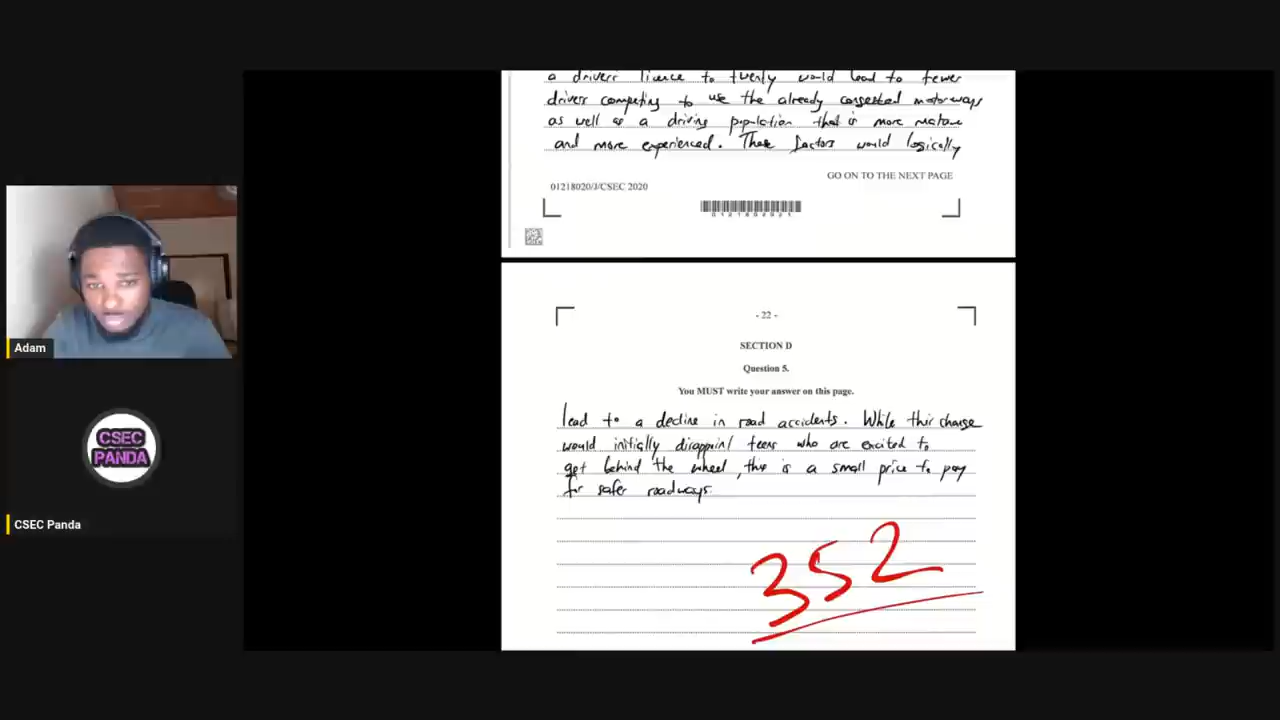 a drivers licence to twenty would lead to fewer
drivers competing to use the already congested motorways
as well as a driving population that is more mature
and more experienced. These factors would logically
GO ON TO THE NEXT PAGE
01218020/J/CSEC 2020
0121802021
- 22 -
SECTION D
Question 5.
You MUST write your answer on this page.
lead to a decline in road accidents. While this change
would initially disappoint teens who are excited to
get behind the wheel, this is a small price to pay
for safer roadways.
352
Adam
CSEC
PANDA
CSEC Panda